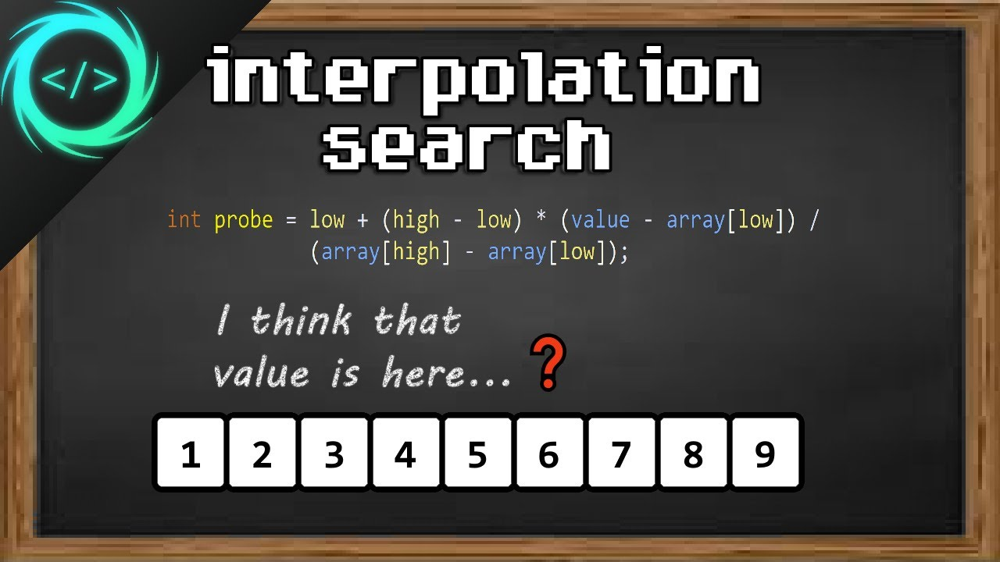 </>
interpolation
search
int probe = low + (high - low) * (value - array[low]) /
(array[high] - array[low]);
I think that
value is here...❓
1 2 3 4 5 6 7 8 9